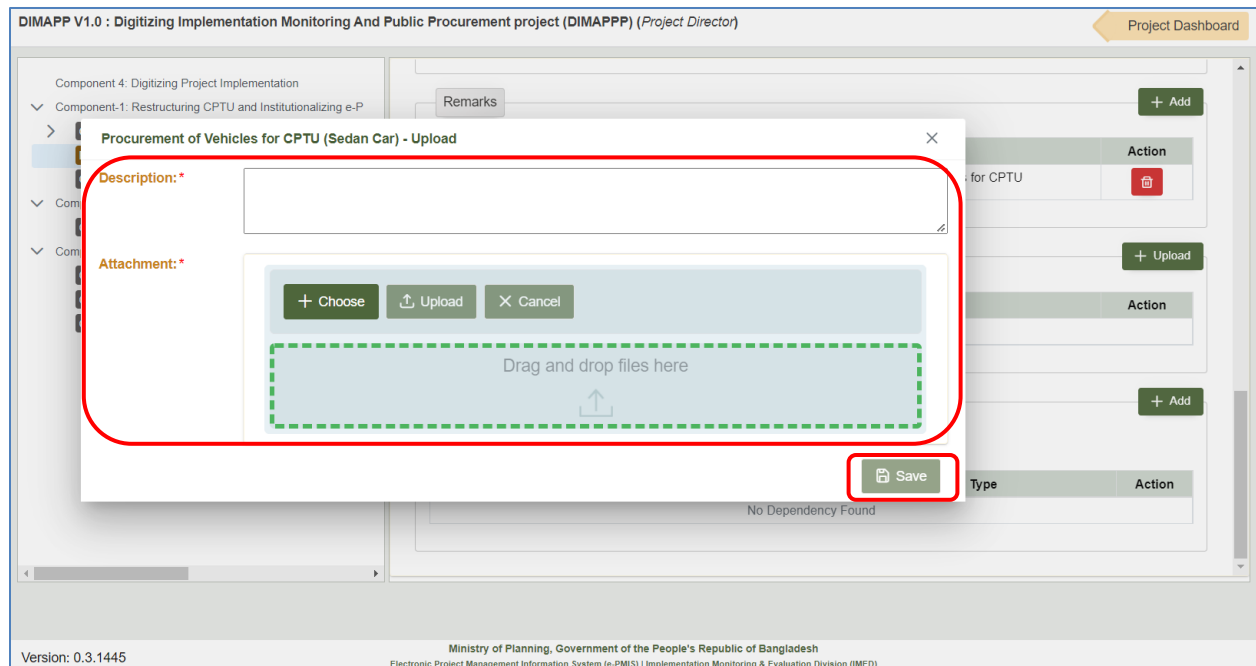 DIMAPP V1.0 : Digitizing Implementation Monitoring And Public Procurement project (DIMAPPP) (Project Director)
Project Dashboard
Component 4: Digitizing Project Implementation
Component-1: Restructuring CPTU and Institutionalizing e-P
Remarks
+ Add
Procurement of Vehicles for CPTU (Sedan Car) - Upload
Action
for CPTU
Description:*
Com
Com
+ Upload
Attachment:*
+ Choose
Upload
Cancel
Action
Drag and drop files here
+ Add
Save
Type
Action
No Dependency Found
Version: 0.3.1445
Ministry of Planning, Government of the People's Republic of Bangladesh
Electronic Project Management Information System (e-PMIS) | Implementation Monitoring & Evaluation Division (IMED)